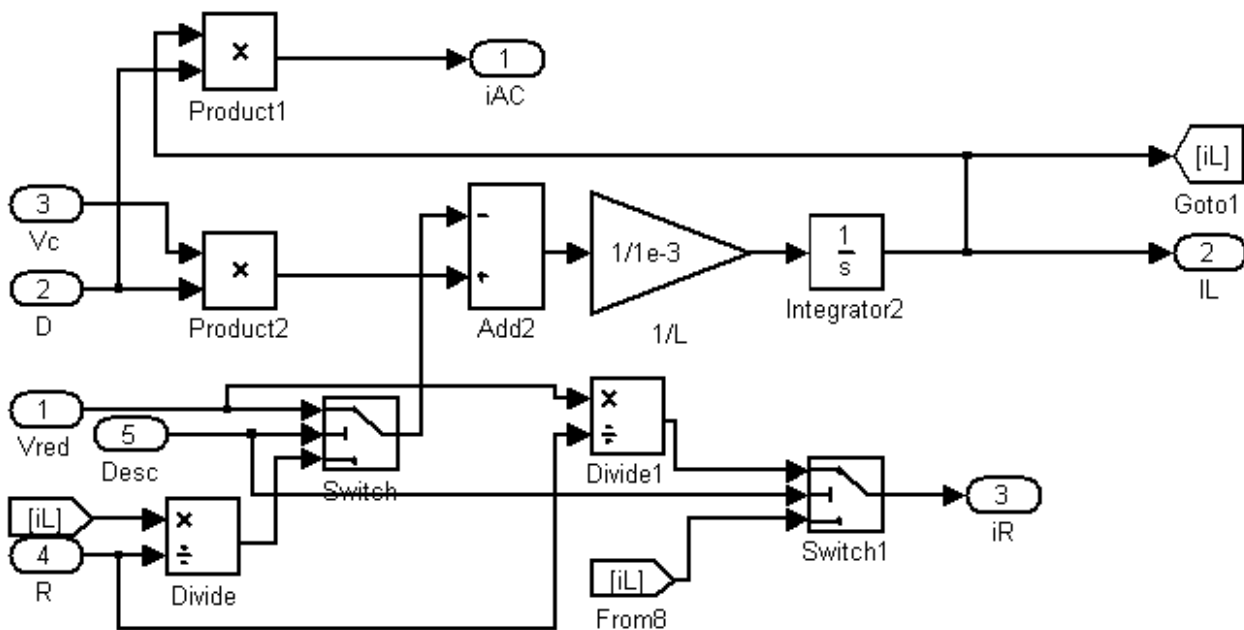 ×
Product1
1
iAC
[iL]
Goto1
3
Vc
2
D
×
Product2
-
+
Add2
1/1e-3
1/L
1
s
Integrator2
2
IL
1
Vred
5
Desc
Switch
×
÷
Divide1
[iL]
4
R
×
÷
Divide
[iL]
From8
Switch1
3
iR